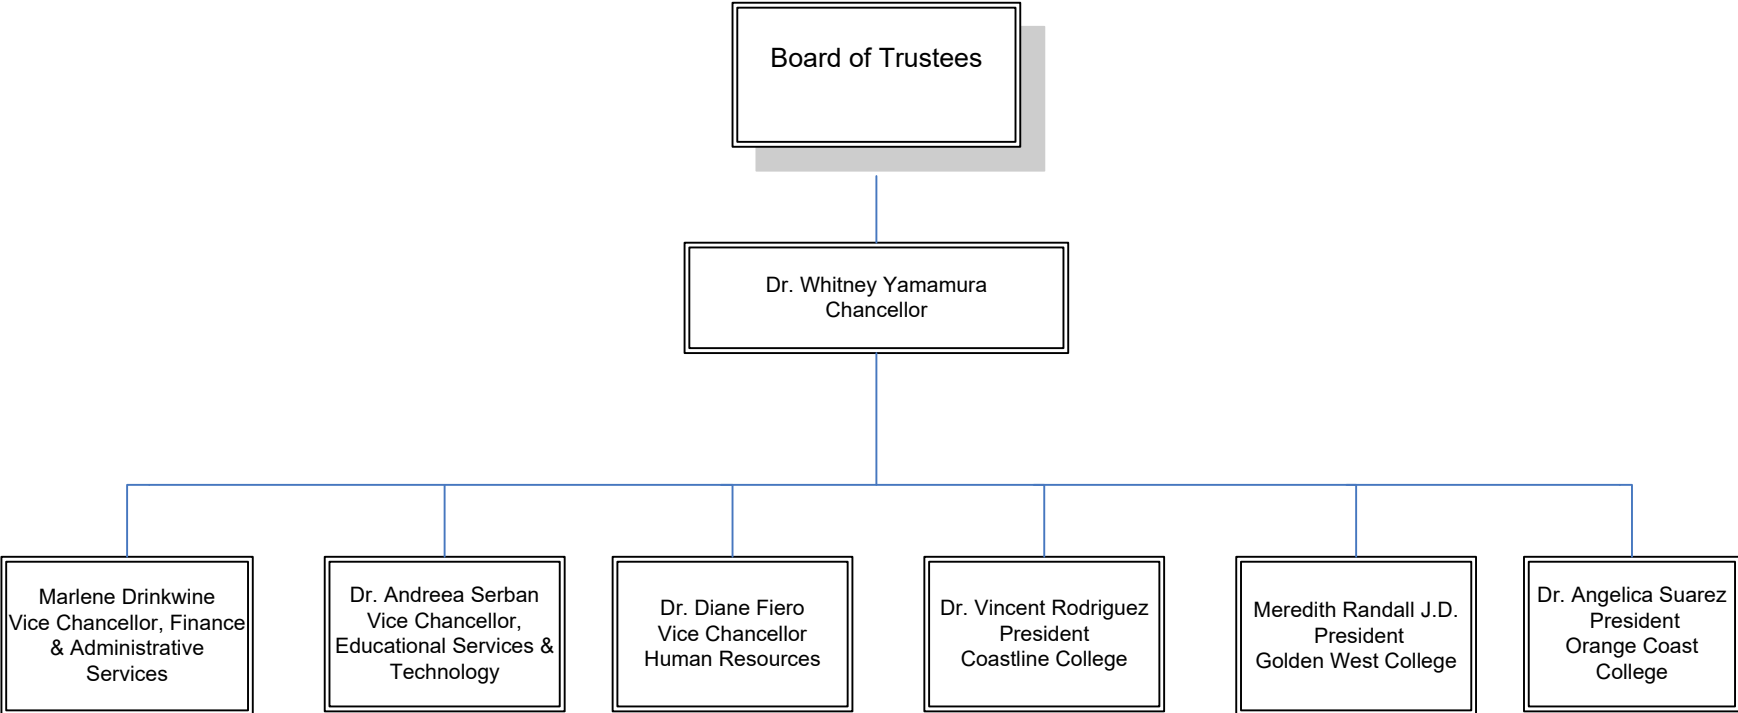 Board of Trustees
Dr. Whitney Yamamura
Chancellor
Marlene Drinkwine
Vice Chancellor, Finance
& Administrative
Services
Dr. Andreea Serban
Vice Chancellor,
Educational Services &
Technology
Dr. Diane Fiero
Vice Chancellor
Human Resources
Dr. Vincent Rodriguez
President
Coastline College
Meredith Randall J.D.
President
Golden West College
Dr. Angelica Suarez
President
Orange Coast
College